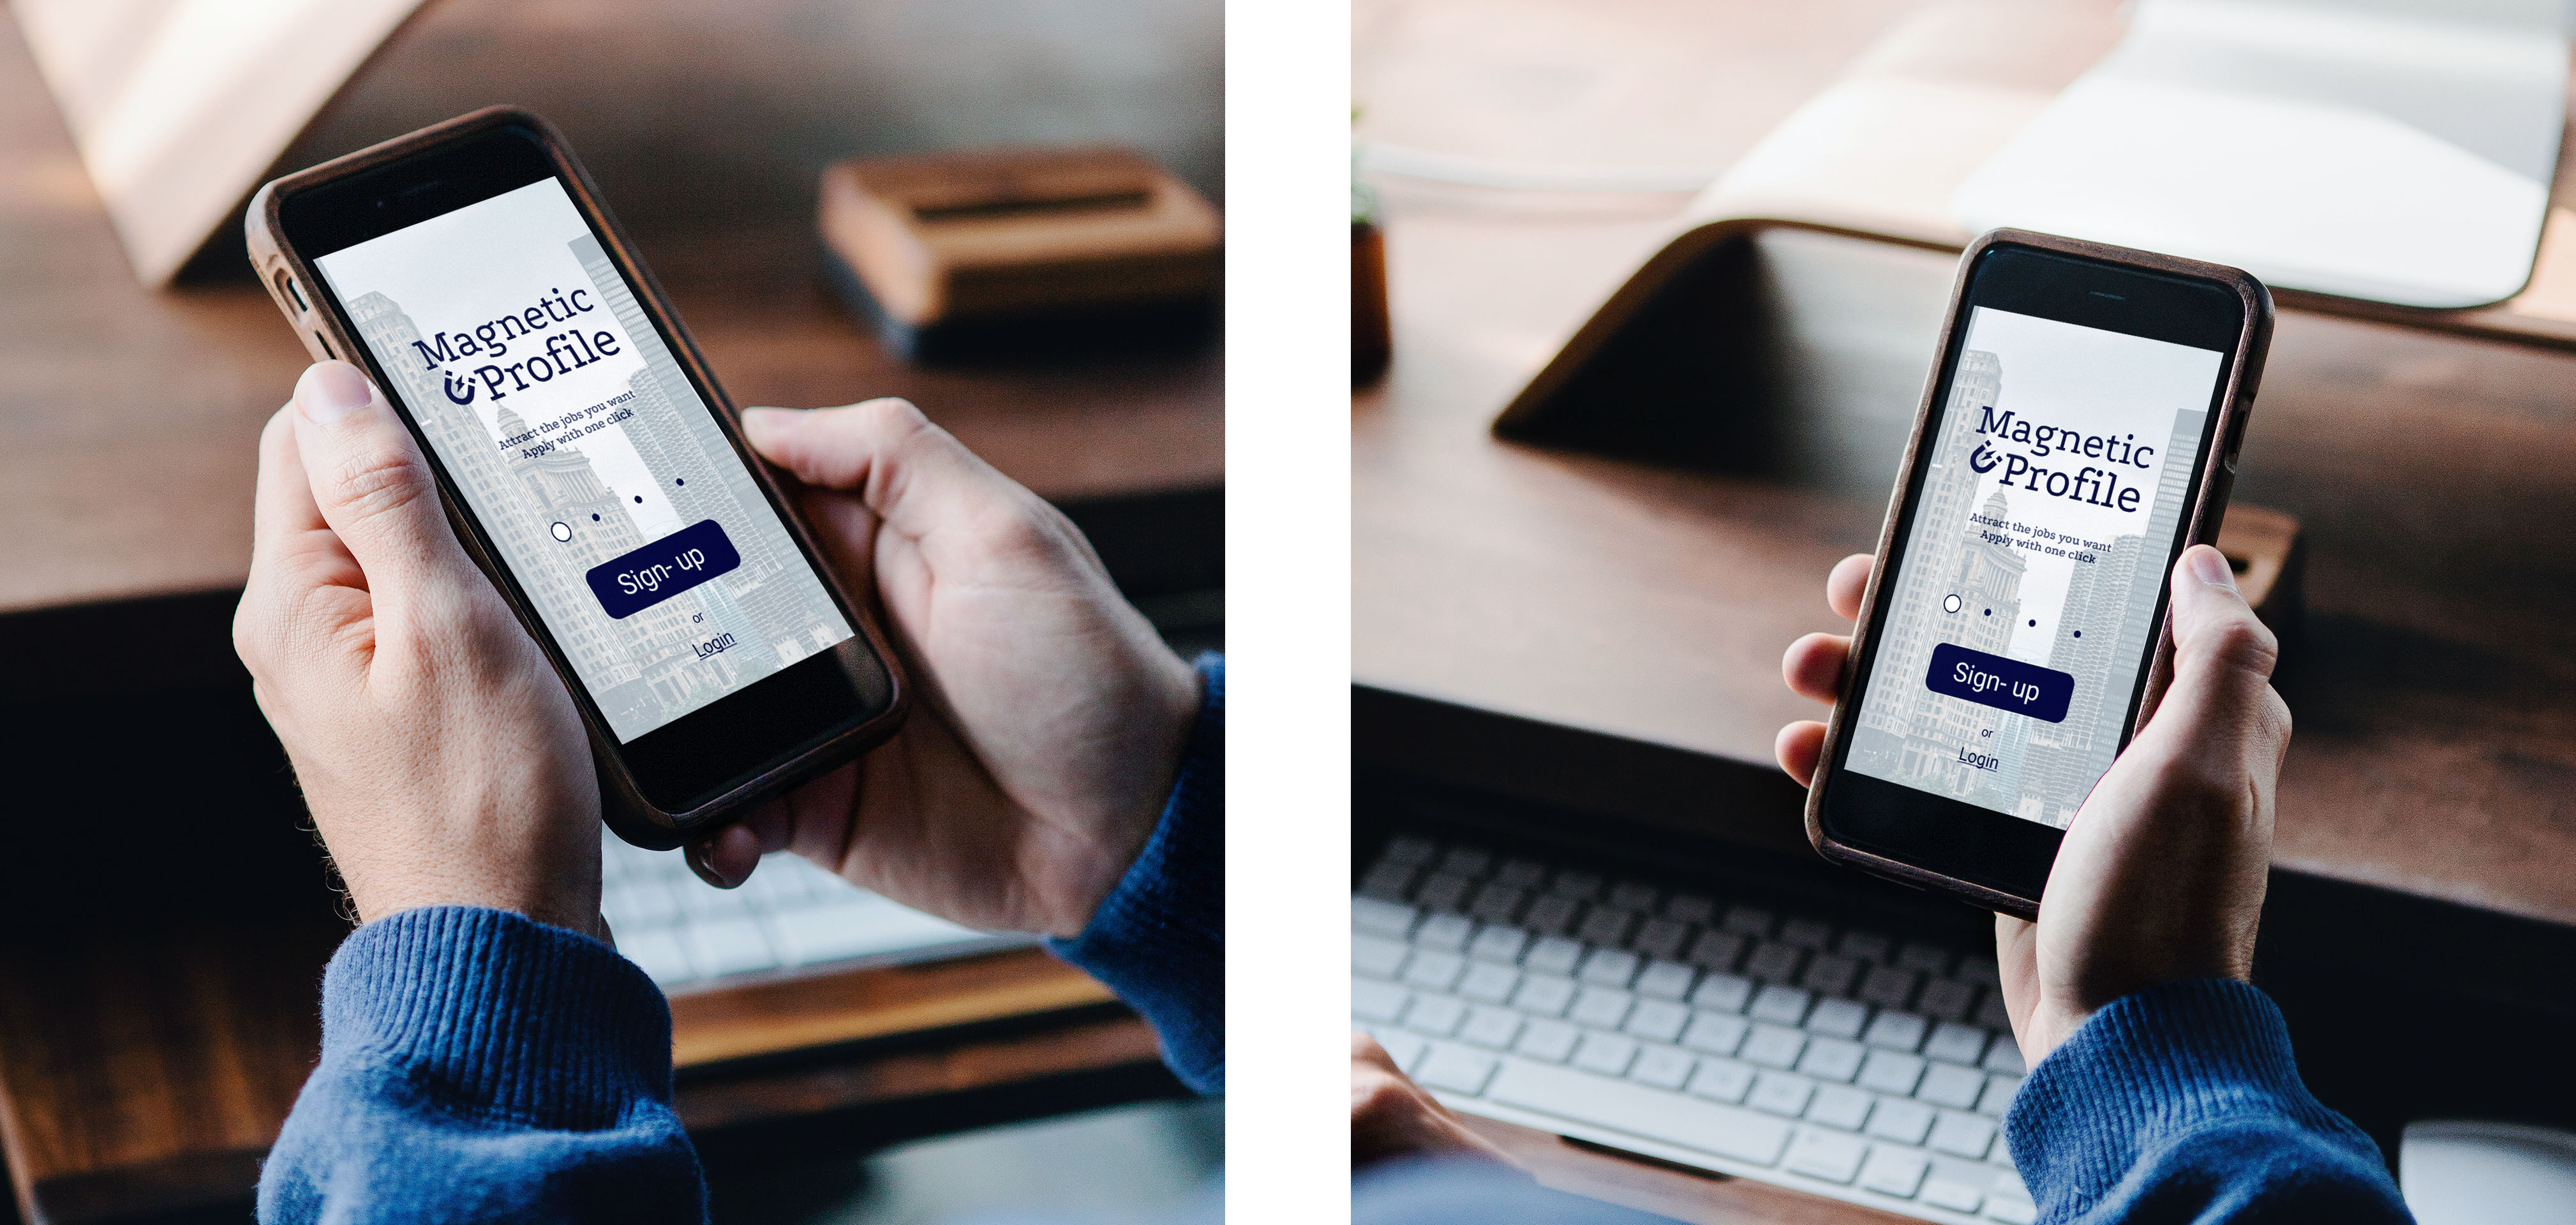 Magnetic
Profile
Attract the jobs you want
Apply with one click
Sign- up
or
Login
Magnetic
Profile
Attract the jobs you want
Apply with one click
Sign- up
or
Login